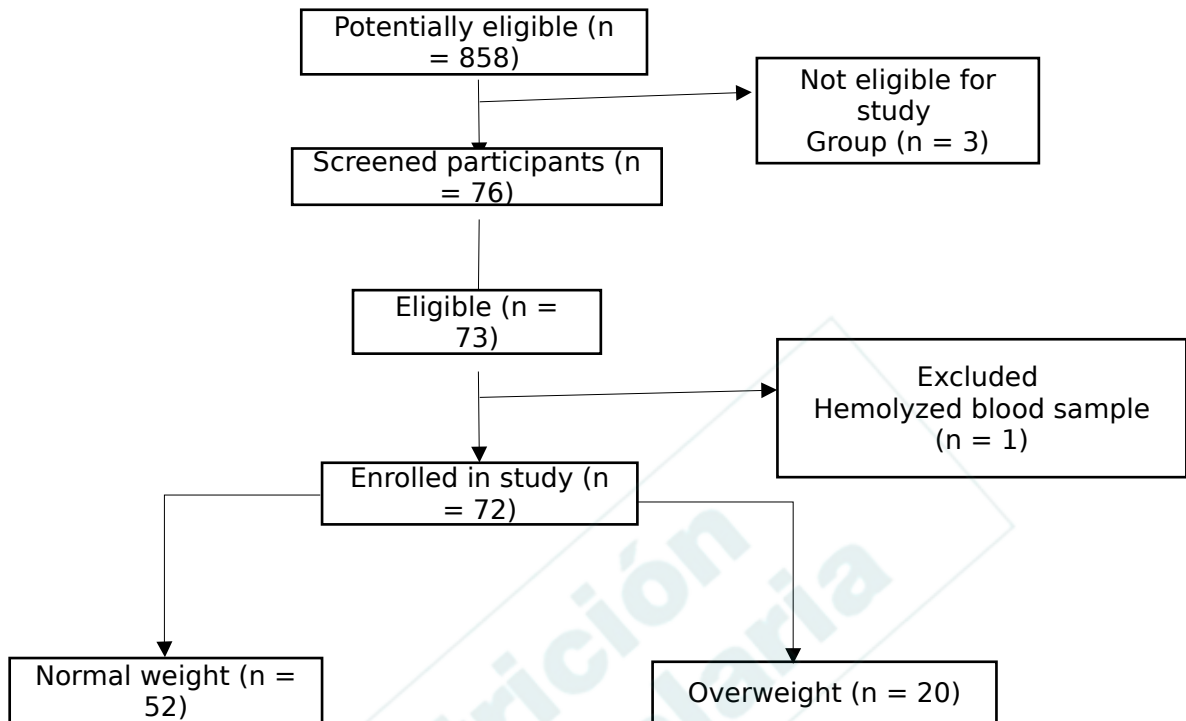 Potentially eligible (n
= 858)
Not eligible for
study
Group (n = 3)
Screened participants (n
= 76)
Eligible (n =
73)
Excluded
Hemolyzed blood sample
(n = 1)
Enrolled in study (n
= 72)
Normal weight (n =
52)
Overweight (n = 20)